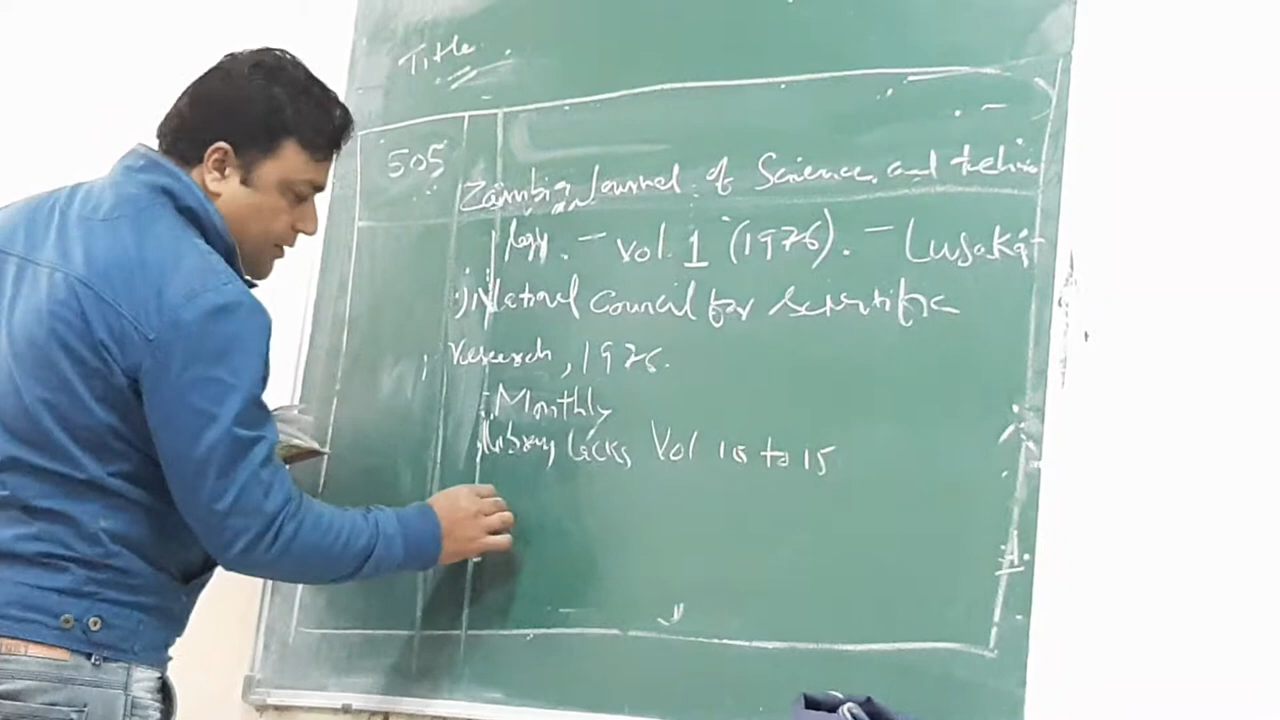 Title
505
Zambia Journal of Science and techno
logy. - Vol. 1 (1976). - Lusaka
: National Council for Scientific
research, 1976.
Monthly
Library lacks Vol 10 to 15